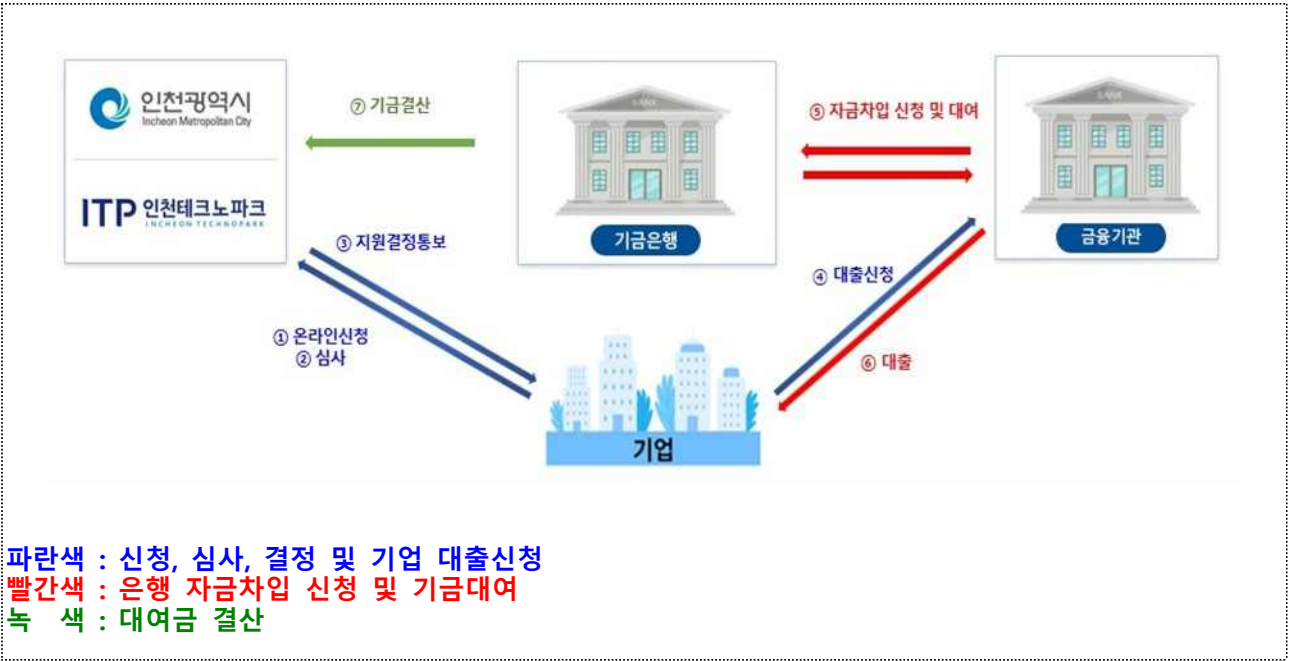 인천광역시
Incheon Metropolitan City
ITP 인천테크노파크
INCHEON TECHNOPARK
⑦ 기금결산
BANK
기금은행
⑤ 자금차입 신청 및 대여
BANK
금융기관
③ 지원결정통보
④ 대출신청
① 온라인신청
② 심사
⑥ 대출
기업
파란색 : 신청, 심사, 결정 및 기업 대출신청
빨간색 : 은행 자금차입 신청 및 기금대여
녹 색 : 대여금 결산